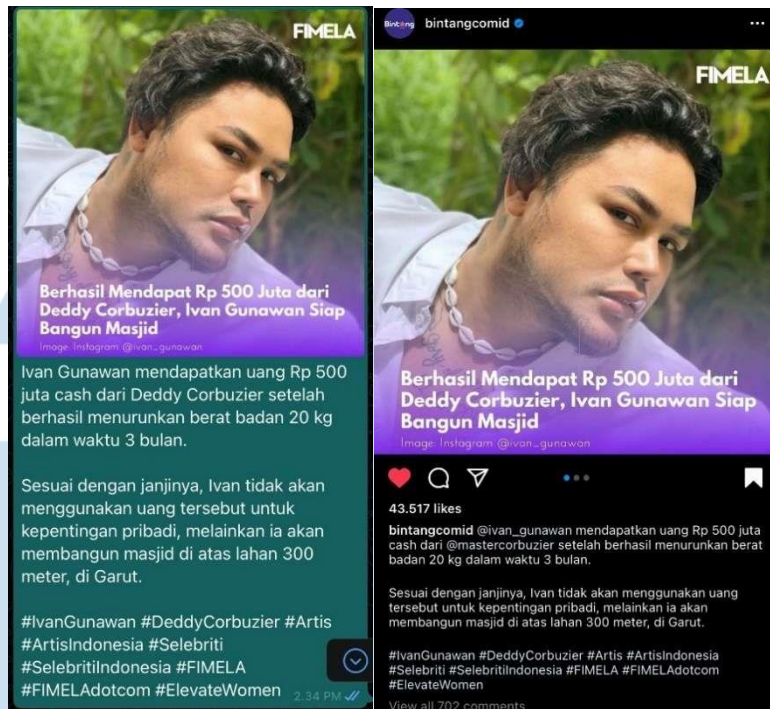 FIMELA
Berhasil Mendapat Rp 500 Juta dari
Deddy Corbuzier, Ivan Gunawan Siap
Bangun Masjid
Image: Instagram @ivan_gunawan
Ivan Gunawan mendapatkan uang Rp 500
juta cash dari Deddy Corbuzier setelah
berhasil menurunkan berat badan 20 kg
dalam waktu 3 bulan.
Sesuai dengan janjinya, Ivan tidak akan
menggunakan uang tersebut untuk
kepentingan pribadi, melainkan ia akan
membangun masjid di atas lahan 300
meter, di Garut.
#IvanGunawan #DeddyCorbuzier #Artis
#ArtisIndonesia #Selebriti
#SelebritiIndonesia #FIMELA
#FIMELAdotcom #ElevateWomen 2.34 PM
Bintang
bintangcomid
FIMELA
Berhasil Mendapat Rp 500 Juta dari
Deddy Corbuzier, Ivan Gunawan Siap
Bangun Masjid
Image: Instagram @ivan_gunawan
43.517 likes
bintangcomid @ivan_gunawan mendapatkan uang Rp 500 juta
cash dari @mastercorbuzier setelah berhasil menurunkan berat
badan 20 kg dalam waktu 3 bulan.
Sesuai dengan janjinya, Ivan tidak akan menggunakan uang
tersebut untuk kepentingan pribadi, melainkan ia akan
membangun masjid di atas lahan 300 meter, di Garut.
#IvanGunawan #DeddyCorbuzier #Artis #ArtisIndonesia
#Selebriti #SelebritiIndonesia #FIMELA #FIMELAdotcom
#ElevateWomen
View all 702 comments